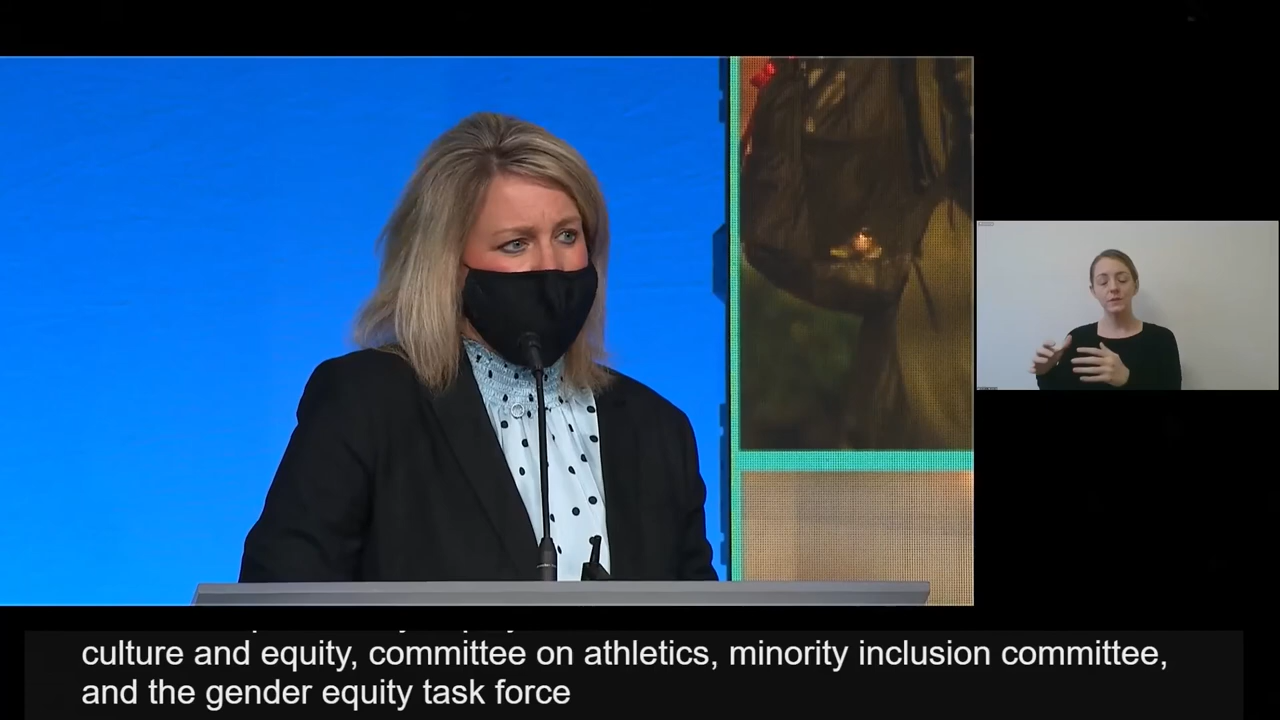 culture and equity, committee on athletics, minority inclusion committee,
and the gender equity task force